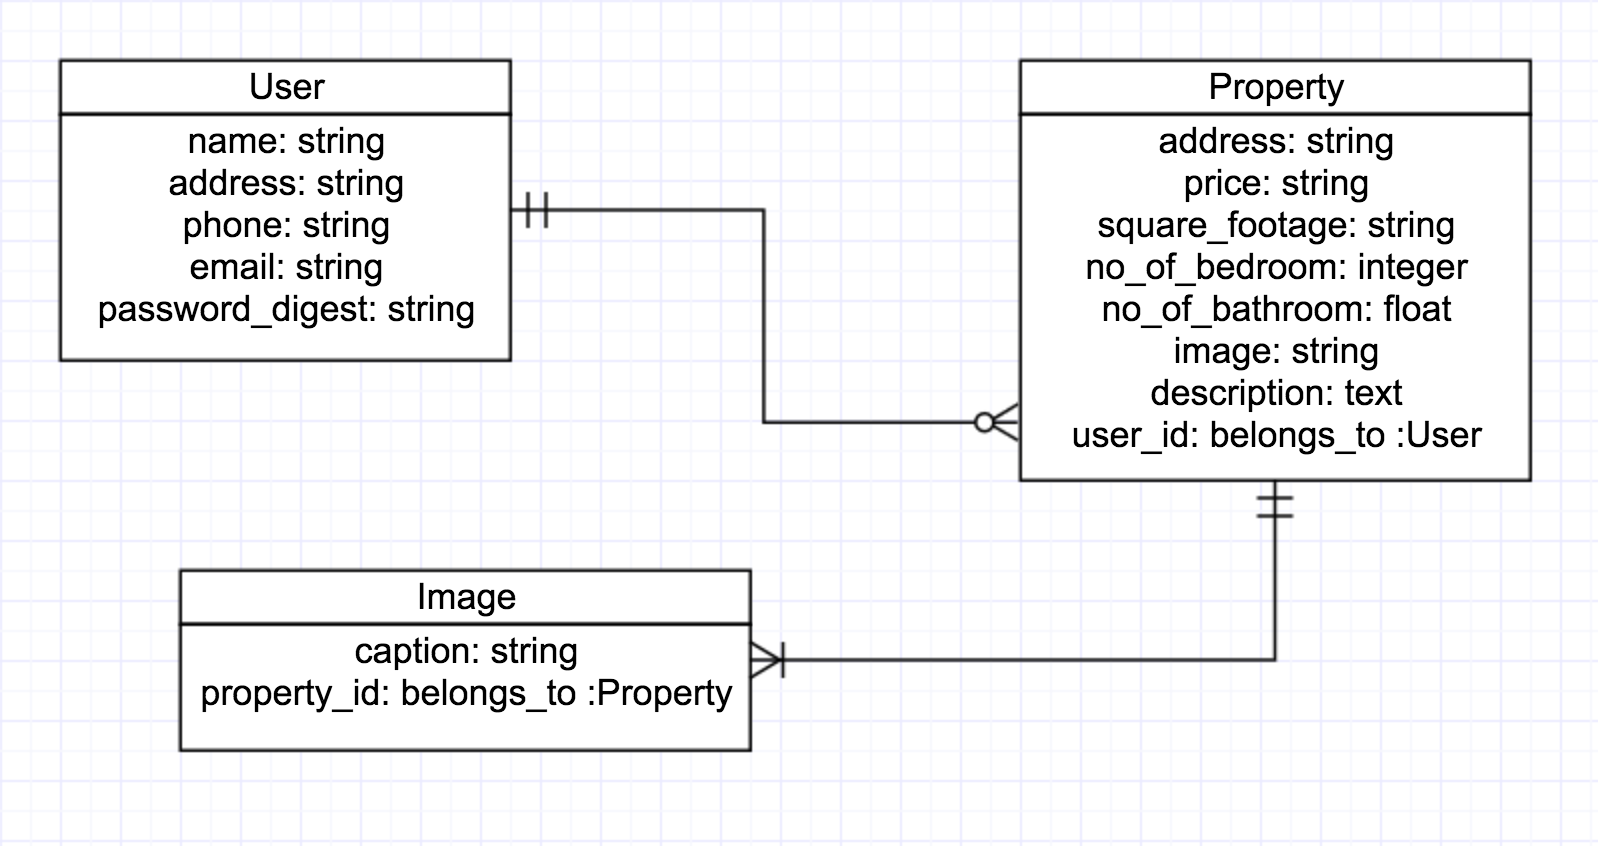 User
name: string
address: string
phone: string
email: string
password_digest: string
Property
address: string
price: string
square_footage: string
no_of_bedroom: integer
no_of_bathroom: float
image: string
description: text
user_id: belongs_to :User
Image
caption: string
property_id: belongs_to :Property